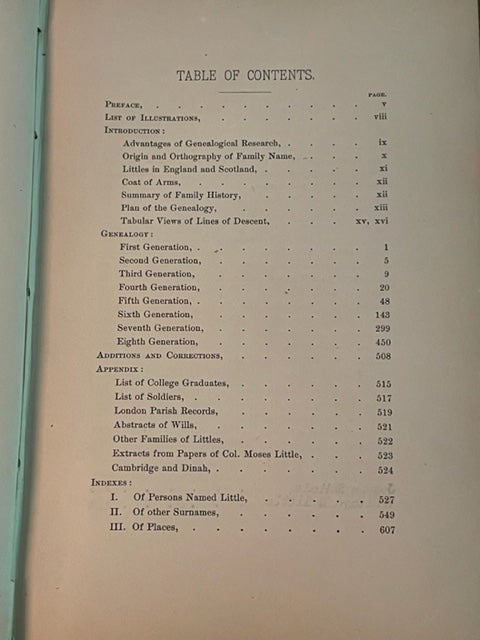 TABLE OF CONTENTS.
PAGE.
PREFACE, . . . . . . . . . . v
LIST OF ILLUSTRATIONS, . . . . . . . viii
INTRODUCTION:
Advantages of Genealogical Research, . . . . ix
Origin and Orthography of Family Name, . . . . x
Littles in England and Scotland, . . . . . xi
Coat of Arms, . . . . . . . . xii
Summary of Family History, . . . . . . xii
Plan of the Genealogy, . . . . . . . xiii
Tabular Views of Lines of Descent, . . . . xv, xvi
GENEALOGY:
First Generation, . . . . . . . . 1
Second Generation, . . . . . . . 5
Third Generation, . . . . . . . 9
Fourth Generation, . . . . . . . 20
Fifth Generation, . . . . . . . . 48
Sixth Generation, . . . . . . . 143
Seventh Generation, . . . . . . . 299
Eighth Generation, . . . . . . . 450
ADDITIONS AND CORRECTIONS, . . . . . . 508
APPENDIX:
List of College Graduates, . . . . . . 515
List of Soldiers, . . . . . . . . 517
London Parish Records, . . . . . . 519
Abstracts of Wills, . . . . . . . 521
Other Families of Littles, . . . . . . 522
Extracts from Papers of Col. Moses Little, . . . 523
Cambridge and Dinah, . . . . . . . 524
INDEXES:
I. Of Persons Named Little, . . . . . 527
II. Of other Surnames, . . . . . . 549
III. Of Places, . . . . . . . . 607